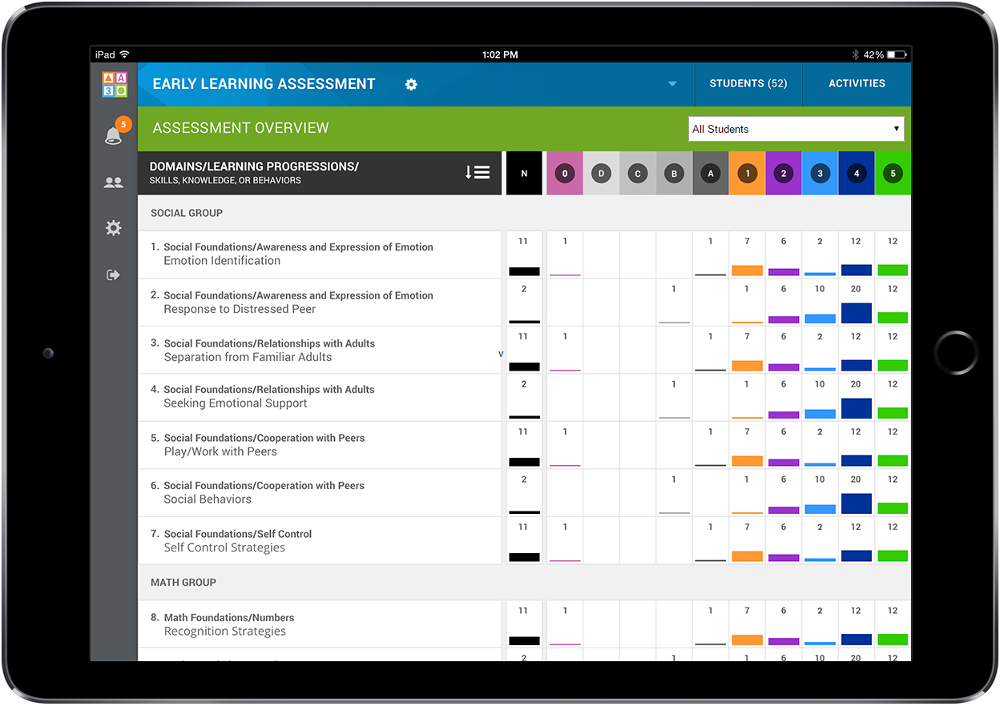 iPad 1:02 PM 42%
A
3
EARLY LEARNING ASSESSMENT STUDENTS (52) ACTIVITIES
5
ASSESSMENT OVERVIEW All Students
DOMAINS/LEARNING PROGRESSIONS/
SKILLS, KNOWLEDGE, OR BEHAVIORS
N 0 D C B A 1 2 3 4 5
SOCIAL GROUP
1. Social Foundations/Awareness and Expression of Emotion
Emotion Identification
11 1 1 7 6 2 12 12
2. Social Foundations/Awareness and Expression of Emotion
Response to Distressed Peer
2 1 1 6 10 20 12
3. Social Foundations/Relationships with Adults
Separation from Familiar Adults
v
11 1 1 7 6 2 12 12
4. Social Foundations/Relationships with Adults
Seeking Emotional Support
2 1 1 6 10 20 12
5. Social Foundations/Cooperation with Peers
Play/Work with Peers
11 1 1 7 6 2 12 12
6. Social Foundations/Cooperation with Peers
Social Behaviors
2 1 1 6 10 20 12
7. Social Foundations/Self Control
Self Control Strategies
11 1 1 7 6 2 12 12
MATH GROUP
8. Math Foundations/Numbers
Recognition Strategies
11 1 1 7 6 2 12 12
2 1 1 6 10 20 12